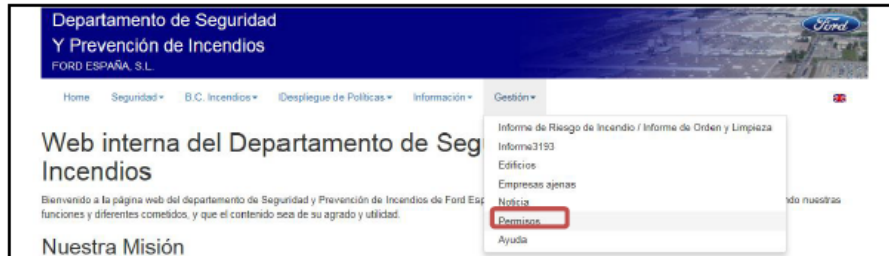 Departamento de Seguridad
Y Prevención de Incendios
FORD ESPAÑA, S.L.
Ford
Home Seguridad B.C. Incendios Despliegue de Políticas Información Gestión
Informe de Riesgo de Incendio / Informe de Orden y Limpieza
Informe3193
Edificios
Empresas ajenas
Noticia
Permisos
Ayuda
Web interna del Departamento de Seg
Incendios
Bienvenido a la página web del departemento de Seguridad y Prevención de Incendios de Ford Esp ndo nuestras
funciones y diferentes cometidos, y que el contenido sea de su agrado y utilidad.
Nuestra Misión